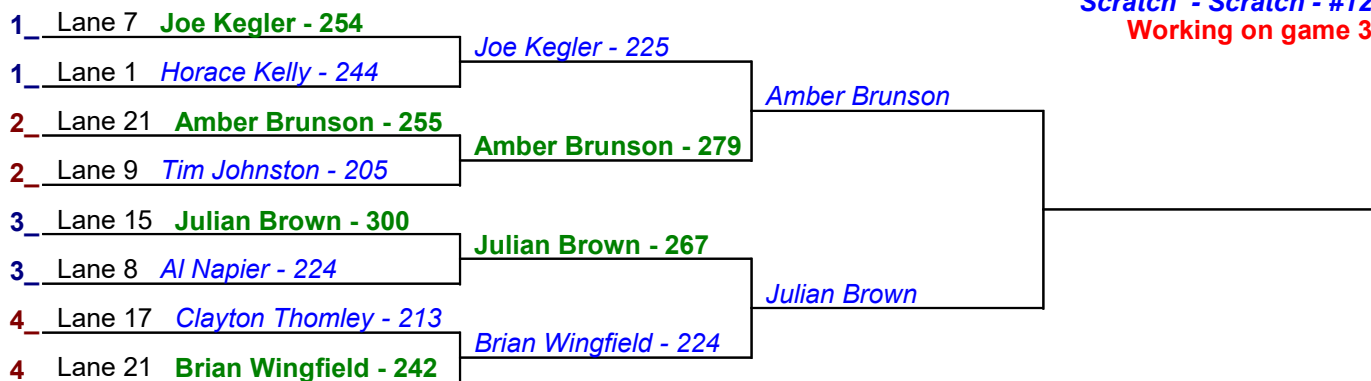 Scratch - Scratch - #12
Working on game 3
1_ Lane 7 Joe Kegler - 254
Joe Kegler - 225
1_ Lane 1 Horace Kelly - 244
Amber Brunson
2_ Lane 21 Amber Brunson - 255
Amber Brunson - 279
2_ Lane 9 Tim Johnston - 205
3_ Lane 15 Julian Brown - 300
Julian Brown - 267
3_ Lane 8 Al Napier - 224
Julian Brown
4_ Lane 17 Clayton Thomley - 213
Brian Wingfield - 224
4 Lane 21 Brian Wingfield - 242